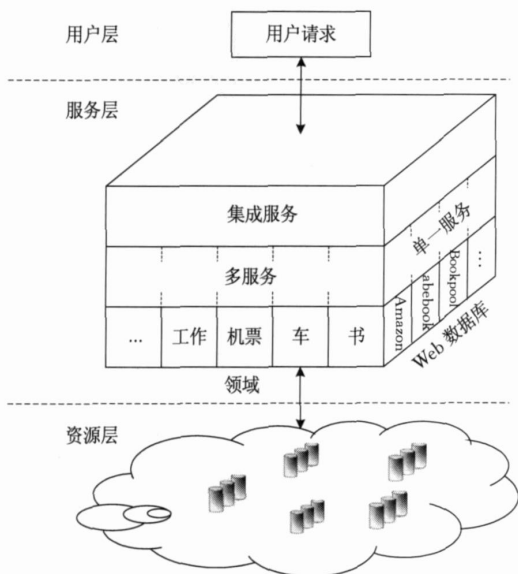 用户层
用户请求
服务层
集成服务
单一服务
多服务
... 工作 机票 车 书
Amazon
abebook
Bookpool
...
Web 数据库
领域
资源层